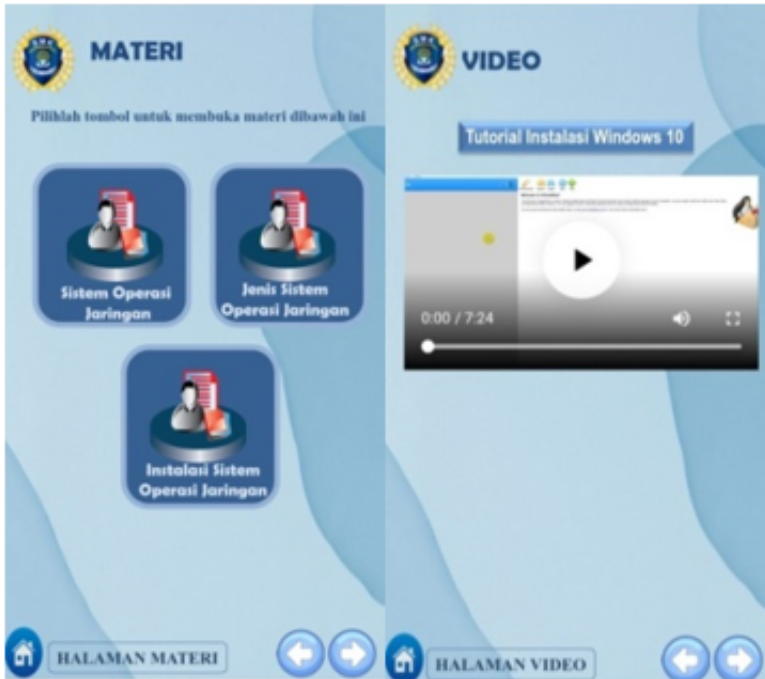 MATERI
Pilihlah tombol untuk membuka materi dibawah ini
Sistem Operasi
Jaringan
Jenis Sistem
Operasi Jaringan
Instalasi Sistem
Operasi Jaringan
HALAMAN MATERI
VIDEO
Tutorial Instalasi Windows 10
0:00 / 7:24
HALAMAN VIDEO